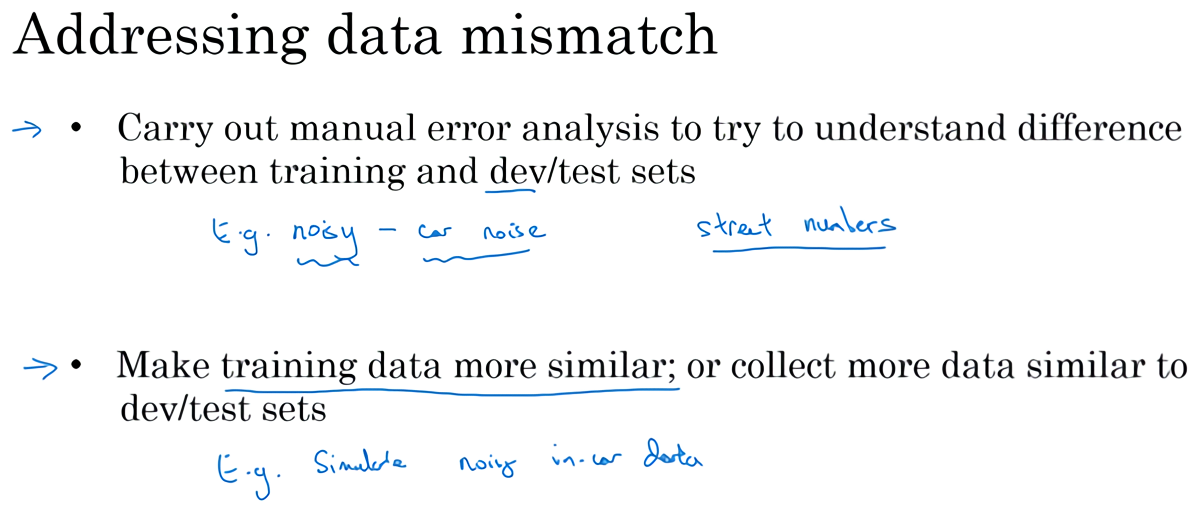 Addressing data mismatch
→ • Carry out manual error analysis to try to understand difference
between training and dev/test sets
E.g. noisy - car noise street numbers
→ • Make training data more similar; or collect more data similar to
dev/test sets
E.g. Simulate noisy in-car data